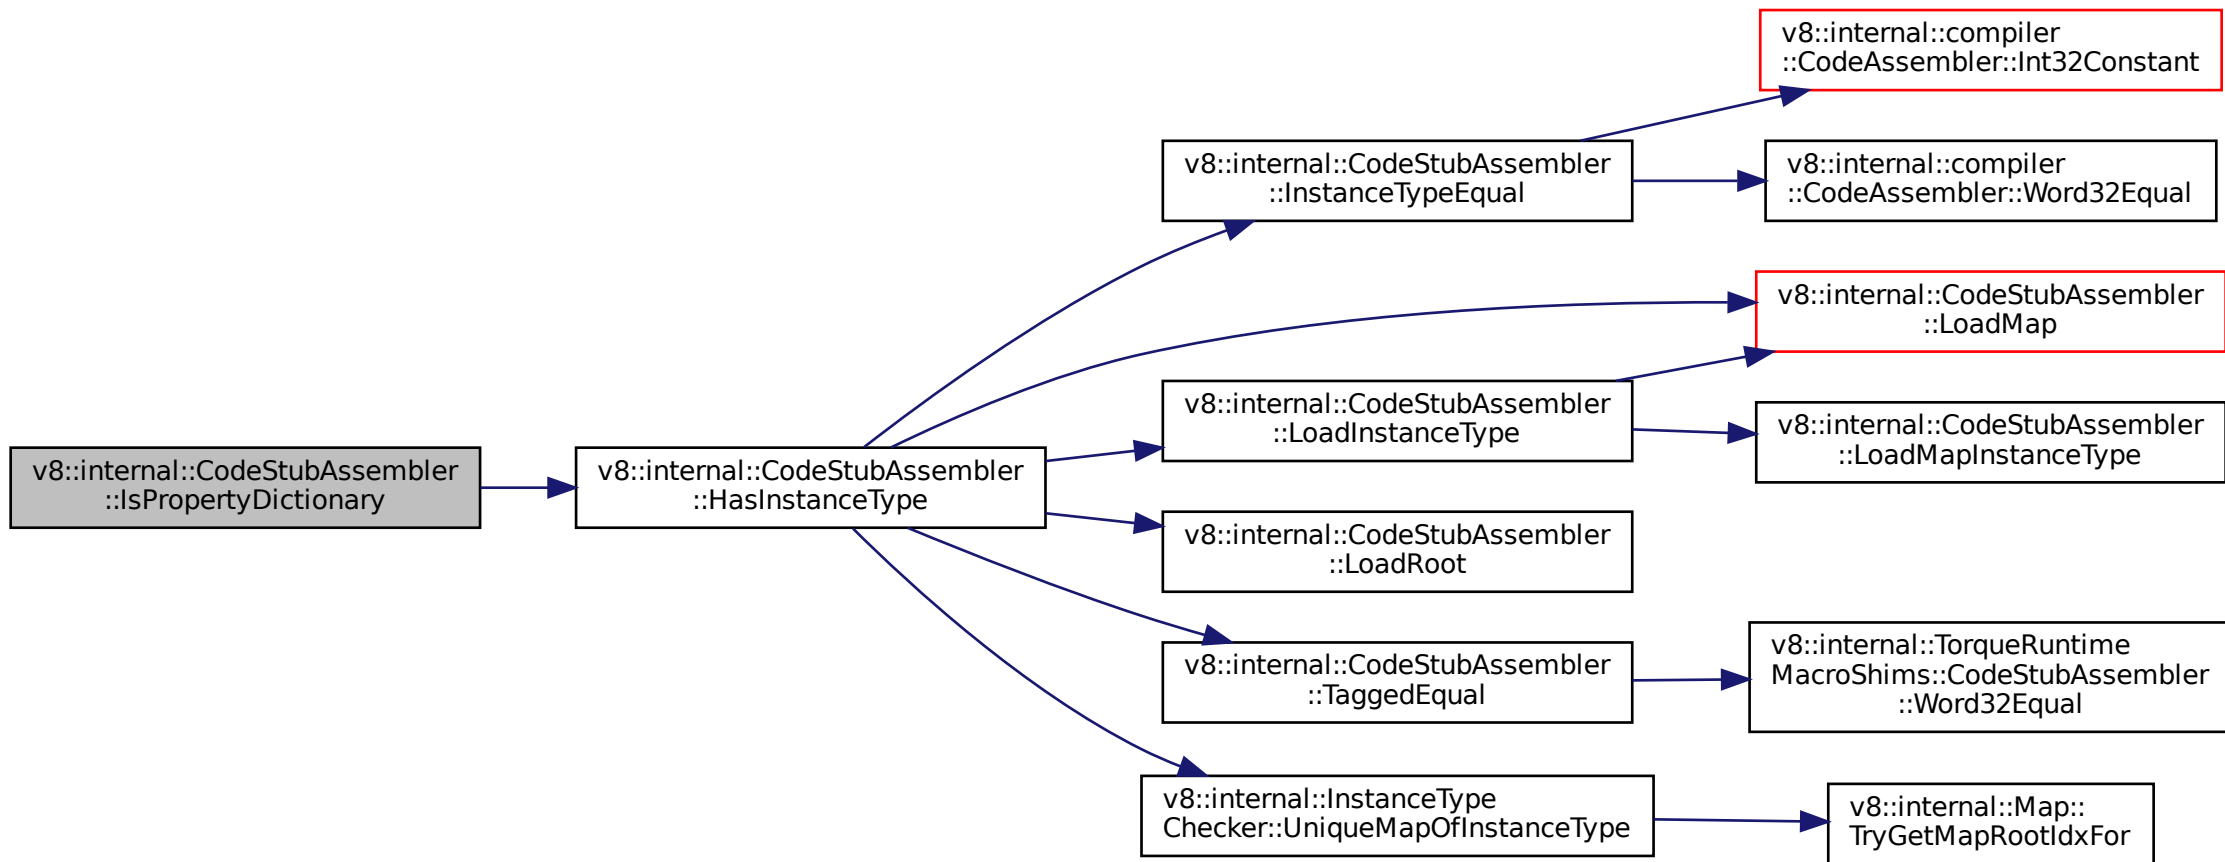 v8::internal::compiler
::CodeAssembler::Int32Constant
v8::internal::CodeStubAssembler
::InstanceTypeEqual
v8::internal::compiler
::CodeAssembler::Word32Equal
v8::internal::CodeStubAssembler
::LoadMap
v8::internal::CodeStubAssembler
::LoadInstanceType
v8::internal::CodeStubAssembler
::LoadMapInstanceType
v8::internal::CodeStubAssembler
::IsPropertyDictionary
v8::internal::CodeStubAssembler
::HasInstanceType
v8::internal::CodeStubAssembler
::LoadRoot
v8::internal::CodeStubAssembler
::TaggedEqual
v8::internal::TorqueRuntime
MacroShims::CodeStubAssembler
::Word32Equal
v8::internal::InstanceType
Checker::UniqueMapOfInstanceType
v8::internal::Map::
TryGetMapRootIdxFor